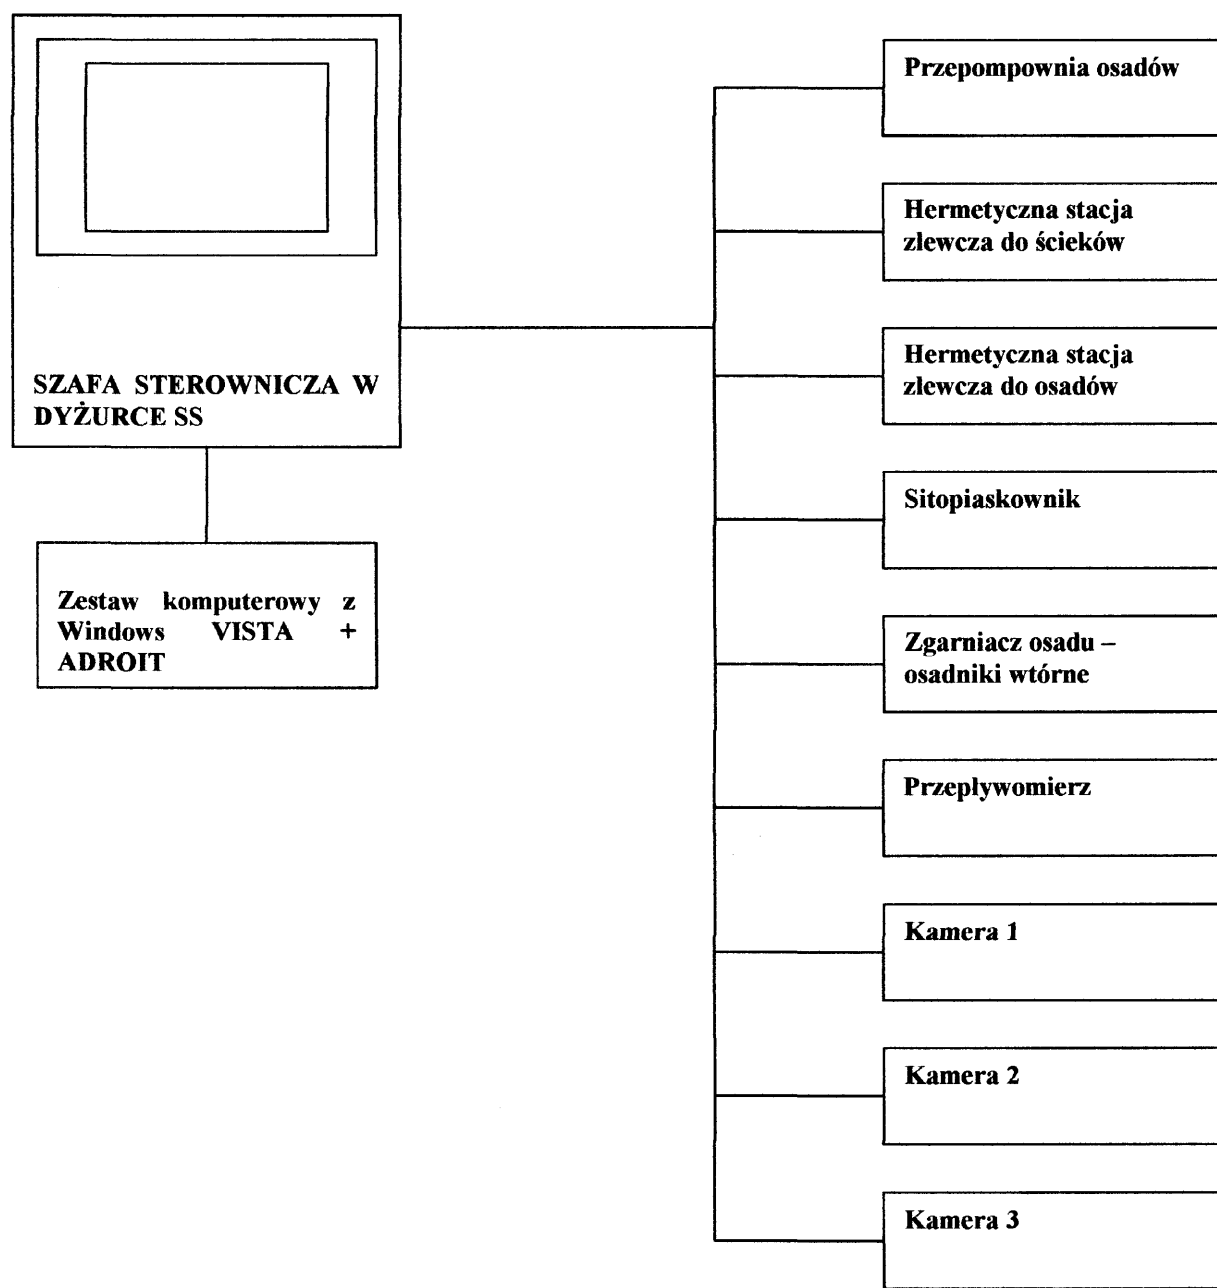 SZAFA STEROWNICZA W
DYŻURCE SS
Zestaw komputerowy z
Windows VISTA +
ADROIT
Przepompownia osadów
Hermetyczna stacja
zlewcza do ścieków
Hermetyczna stacja
zlewcza do osadów
Sitopiaskownik
Zgarniacz osadu –
osadniki wtórne
Przepływomierz
Kamera 1
Kamera 2
Kamera 3